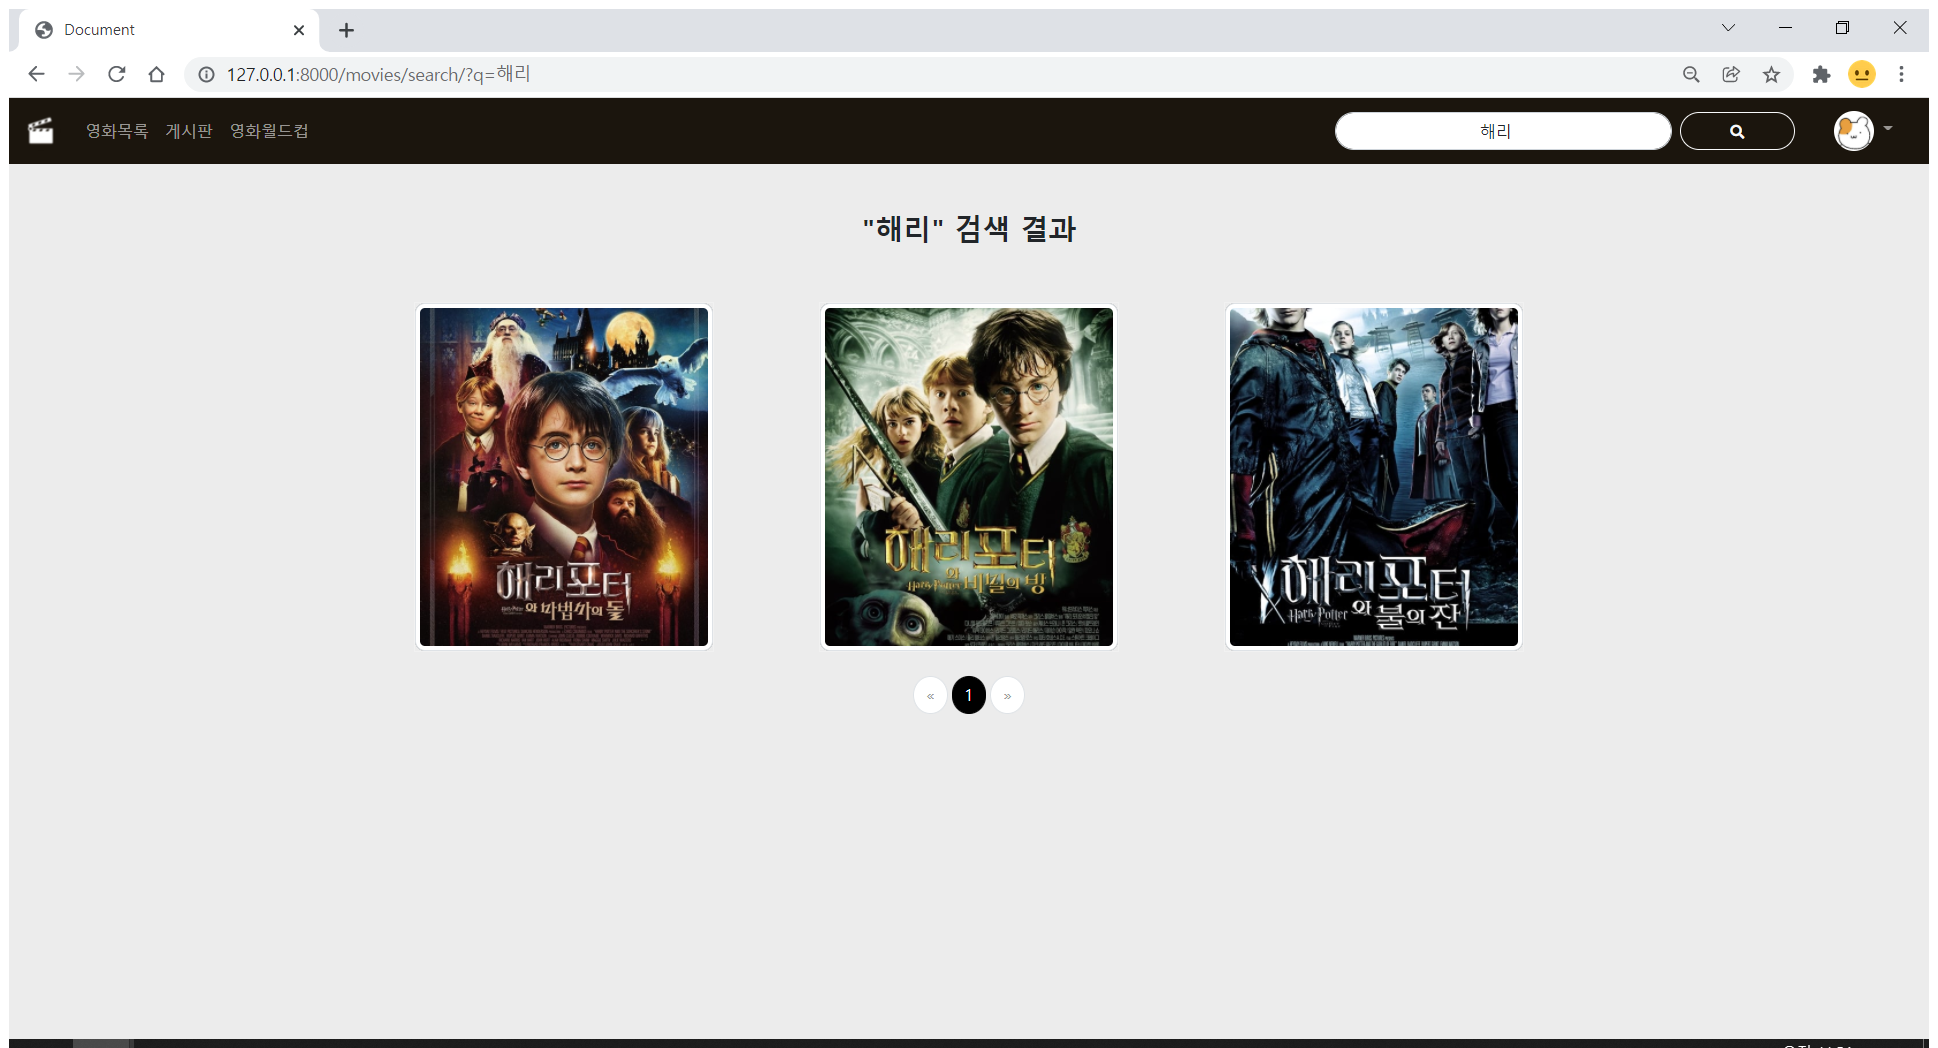 Document
127.0.0.1:8000/movies/search/?q=해리
영화목록 게시판 영화월드컵
해리
"해리" 검색 결과
해리포터
와 마법사의 돌
해리포터
와
Harry Potter 비밀의 방
해리포터
Harry Potter 와 불의 잔
« 1 »